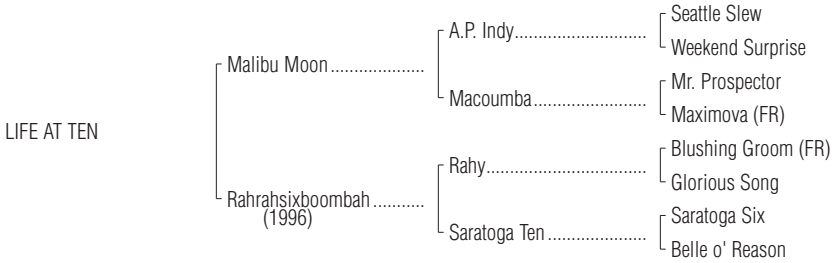 Seattle Slew
A.P. Indy..............................
Weekend Surprise
Malibu Moon.....................
Mr. Prospector
Macoumba..........................
Maximova (FR)
LIFE AT TEN
Blushing Groom (FR)
Rahy.....................................
Glorious Song
Rahrahsixboombah............
(1996)
Saratoga Six
Saratoga Ten.......................
Belle o' Reason